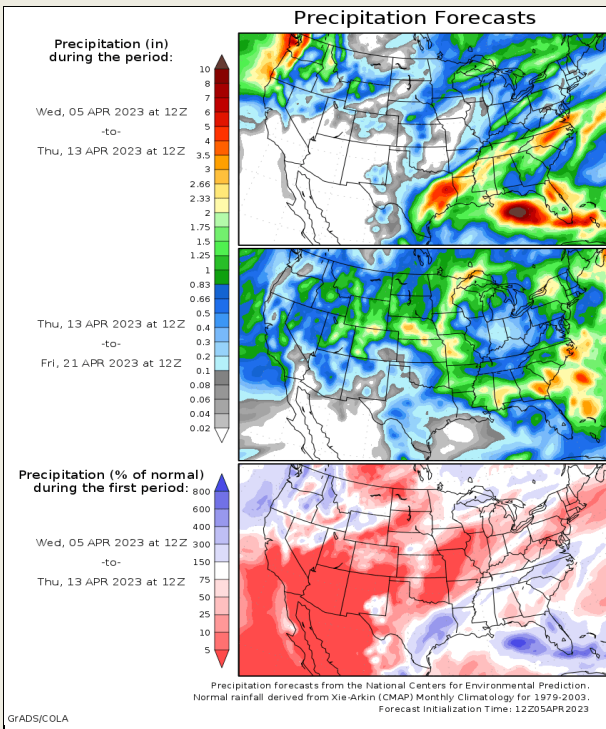 Precipitation Forecasts
Precipitation (in)
during the period:
Wed, 05 APR 2023 at 12Z
-to-
Thu, 13 APR 2023 at 12Z
10
8
7
6
5
4
3.5
3
2.66
2.33
2
1.75
1.5
1.25
1
0.83
0.66
0.5
0.4
0.3
0.2
0.1
0.08
0.06
0.04
0.02
Thu, 13 APR 2023 at 12Z
-to-
Fri, 21 APR 2023 at 12Z
Precipitation (% of normal)
during the first period:
Wed, 05 APR 2023 at 12Z
-to-
Thu, 13 APR 2023 at 12Z
800
600
400
300
150
75
50
25
10
5
Precipitation forecasts from the National Centers for Environmental Prediction.
Normal rainfall derived from Xie-Arkin (CMAP) Monthly Climatology for 1979-2003.
Forecast Initialization Time: 12Z05APR2023
GrADS/COLA